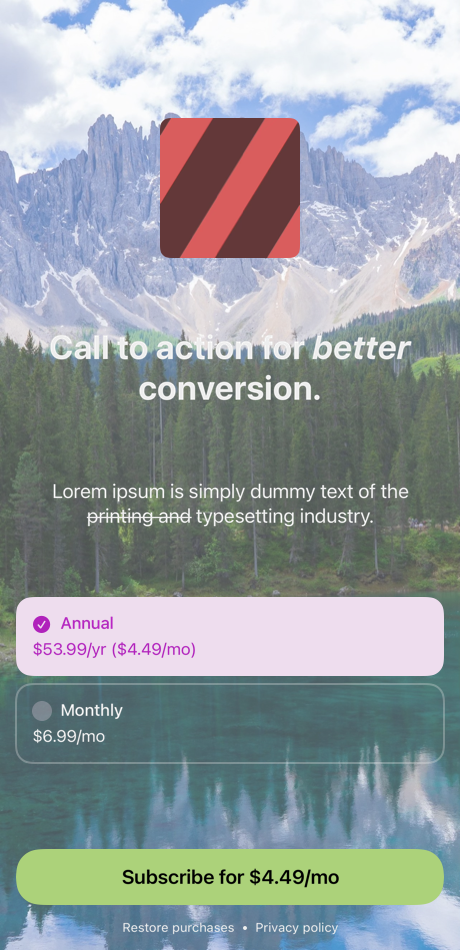 Call to action for better
conversion.
Lorem ipsum is simply dummy text of the
printing and typesetting industry.
Annual
$53.99/yr ($4.49/mo)
Monthly
$6.99/mo
Subscribe for $4.49/mo
Restore purchases • Privacy policy